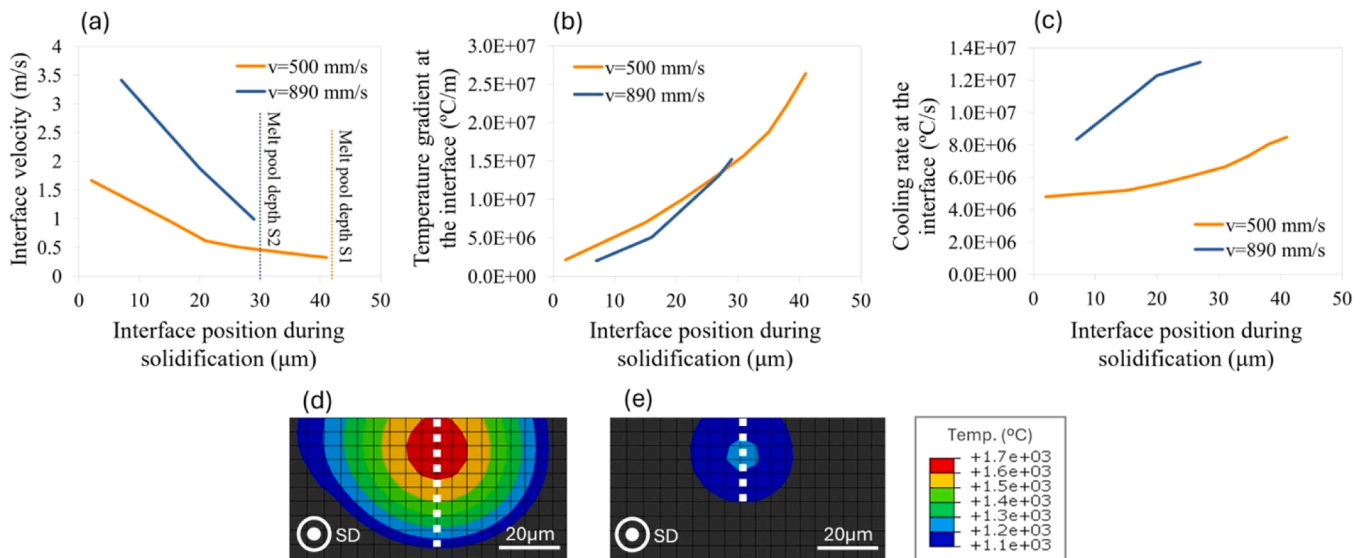 (a)
Interface velocity (m/s)
4
3.5
3
2.5
2
1.5
1
0.5
0
v=500 mm/s
v=890 mm/s
Melt pool depth S2
Melt pool depth S1
0 10 20 30 40 50
Interface position during
solidification (μm)
(b)
Temperature gradient at
the interface (ºC/m)
3.0E+07
2.5E+07
2.0E+07
1.5E+07
1.0E+07
5.0E+06
0.0E+00
v=500 mm/s
v=890 mm/s
0 10 20 30 40 50
Interface position during
solidification (μm)
(c)
Cooling rate at the
interface (ºC/s)
1.4E+07
1.2E+07
1.0E+07
8.0E+06
6.0E+06
4.0E+06
2.0E+06
0.0E+00
v=500 mm/s
v=890 mm/s
0 10 20 30 40 50
Interface position during
solidification (μm)
(d)
SD
20μm
(e)
SD
20μm
Temp. (ºC)
+1.7e+03
+1.6e+03
+1.5e+03
+1.4e+03
+1.3e+03
+1.2e+03
+1.1e+03